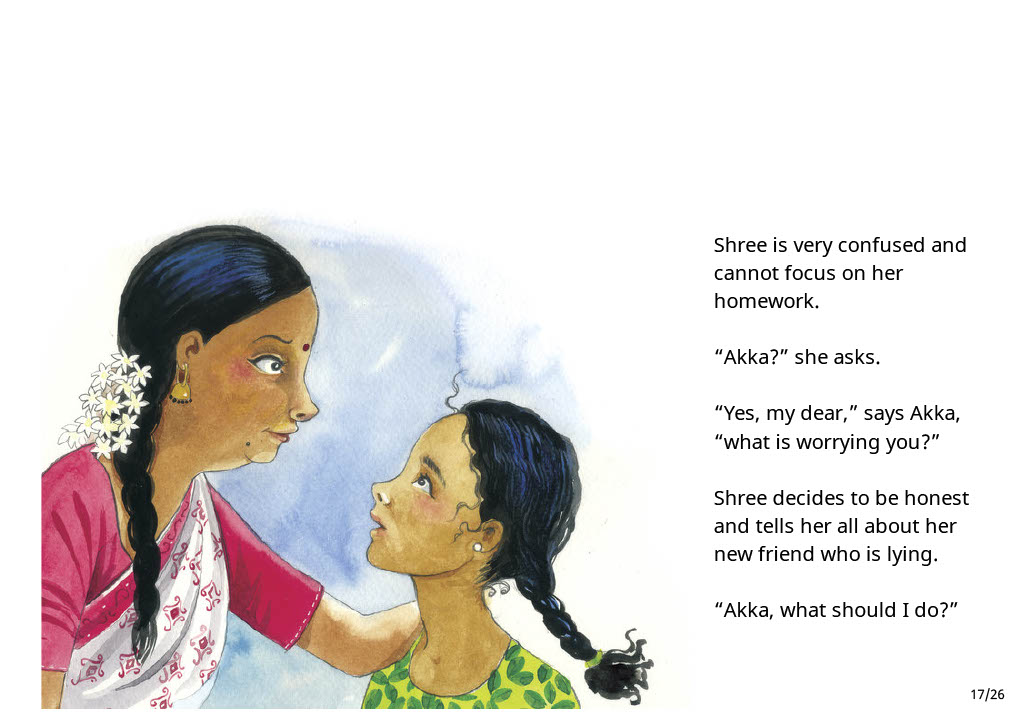 Shree is very confused and
cannot focus on her
homework.
“Akka?” she asks.
“Yes, my dear,” says Akka,
“what is worrying you?”
Shree decides to be honest
and tells her all about her
new friend who is lying.
“Akka, what should I do?”
17/26